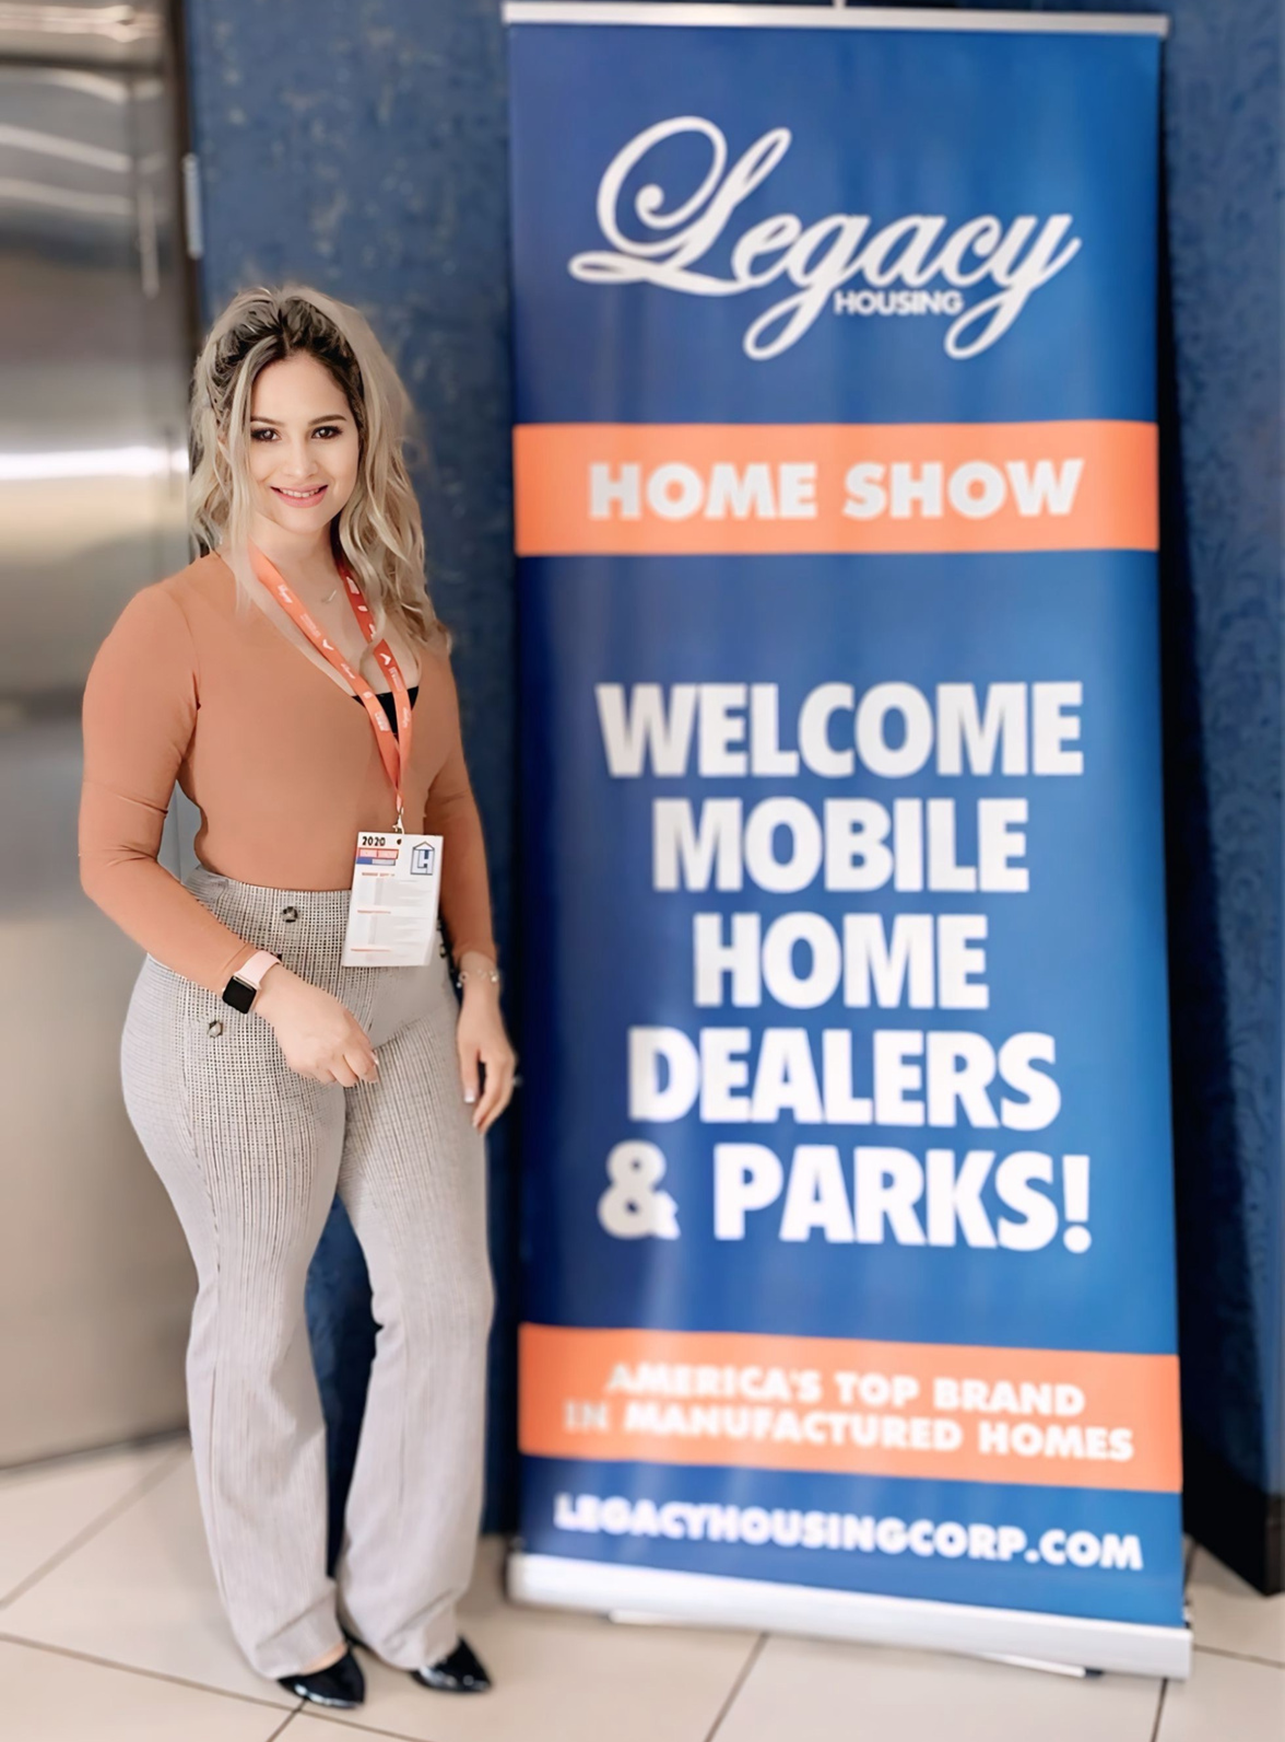 Legacy
HOUSING
HOME SHOW
WELCOME
MOBILE
HOME
DEALERS
& PARKS!
AMERICA'S TOP BRAND
IN MANUFACTURED HOMES
LEGACYHOUSINGCORP.COM
2020